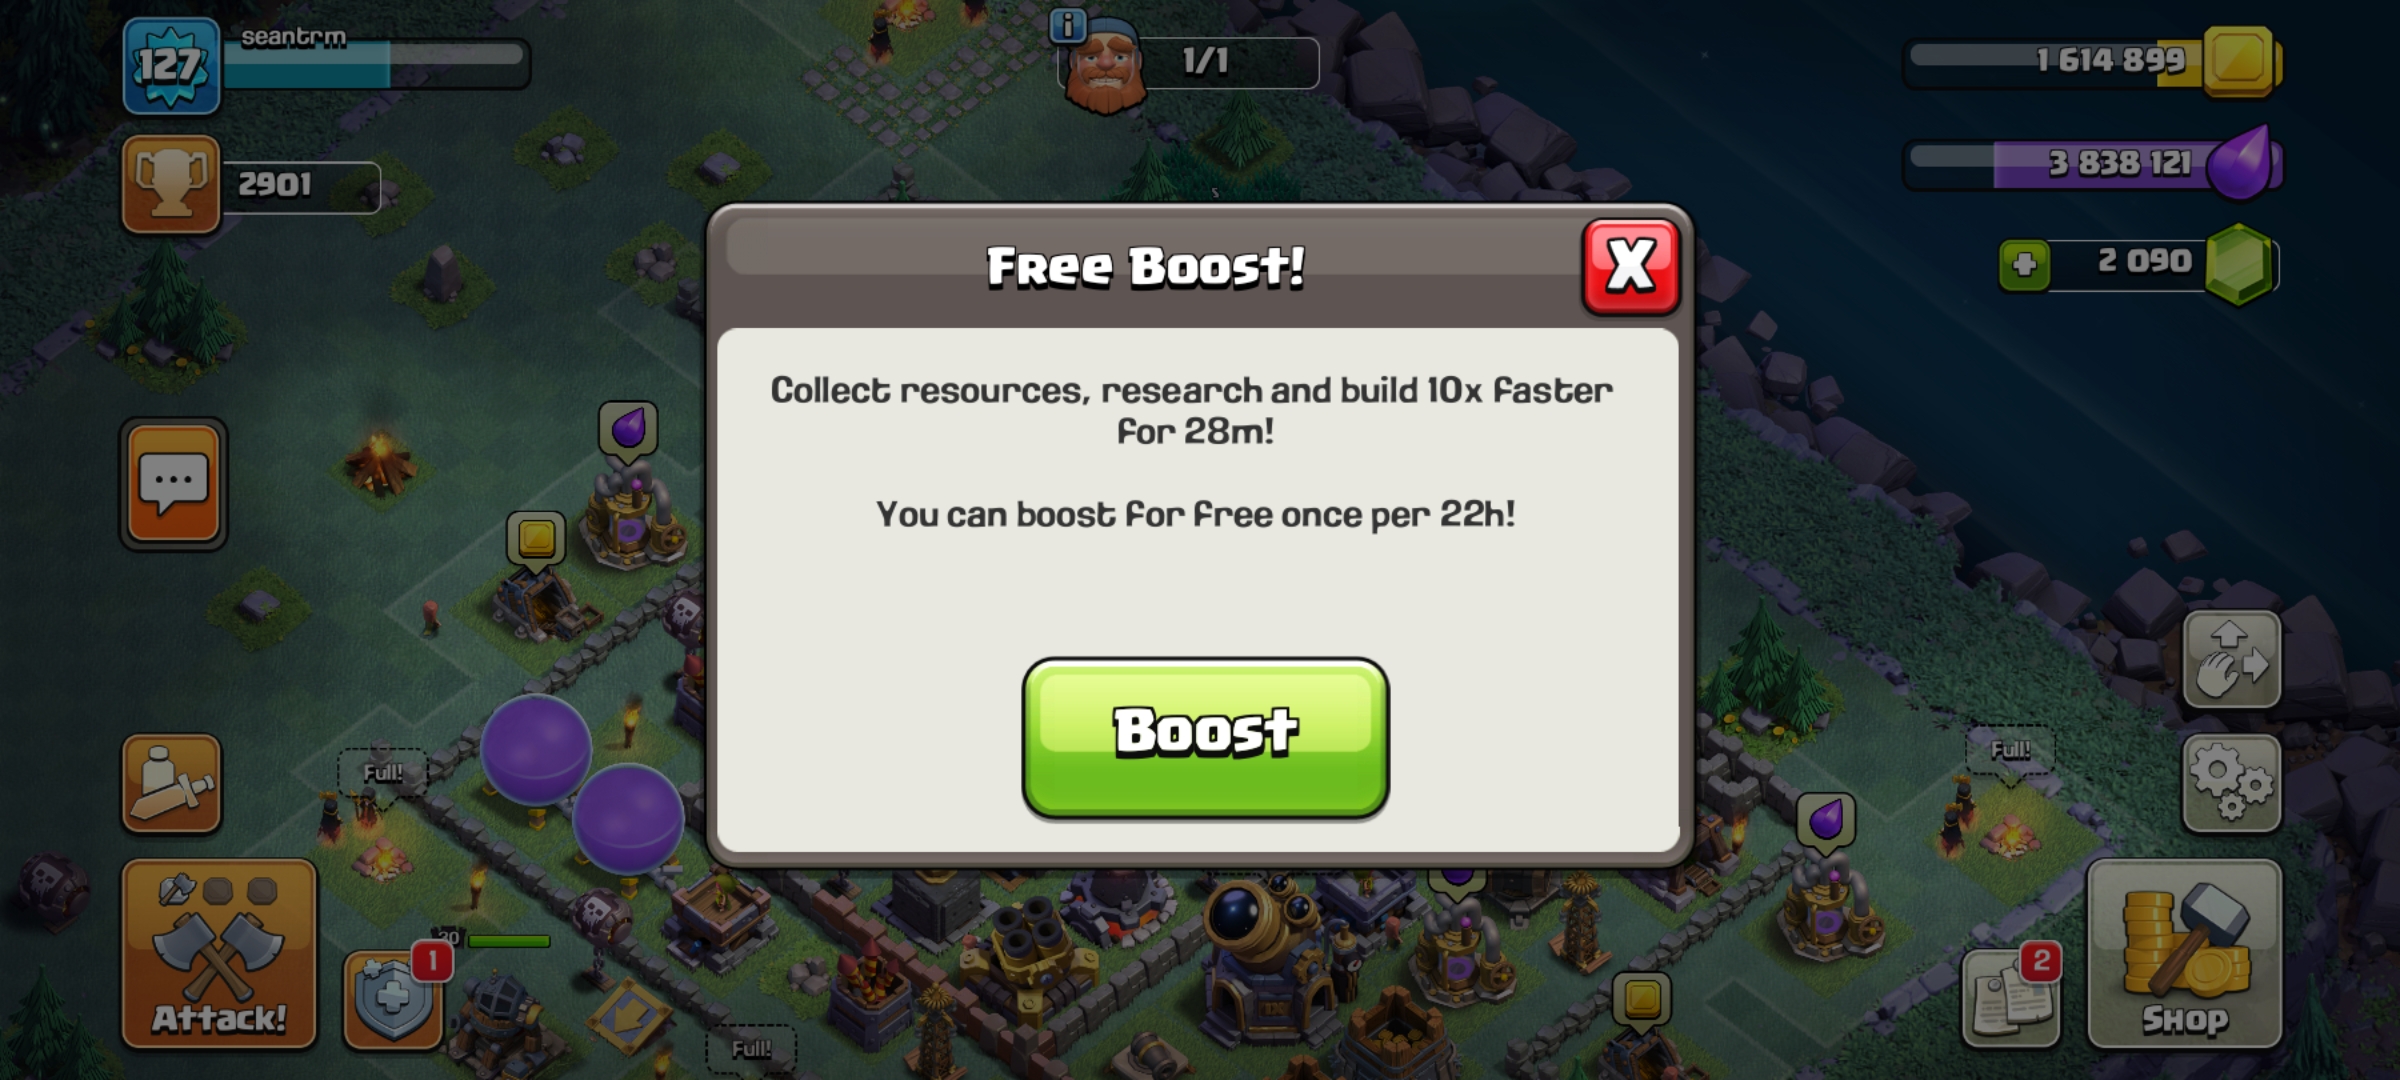 seantrm
127
1/1
1 614 899
2901
3 838 121
2 090
Free Boost!
X
Collect resources, research and build 10x faster
for 28m!
You can boost for free once per 22h!
Boost
Full!
Full!
Attack!
1
2
Shop
Full!